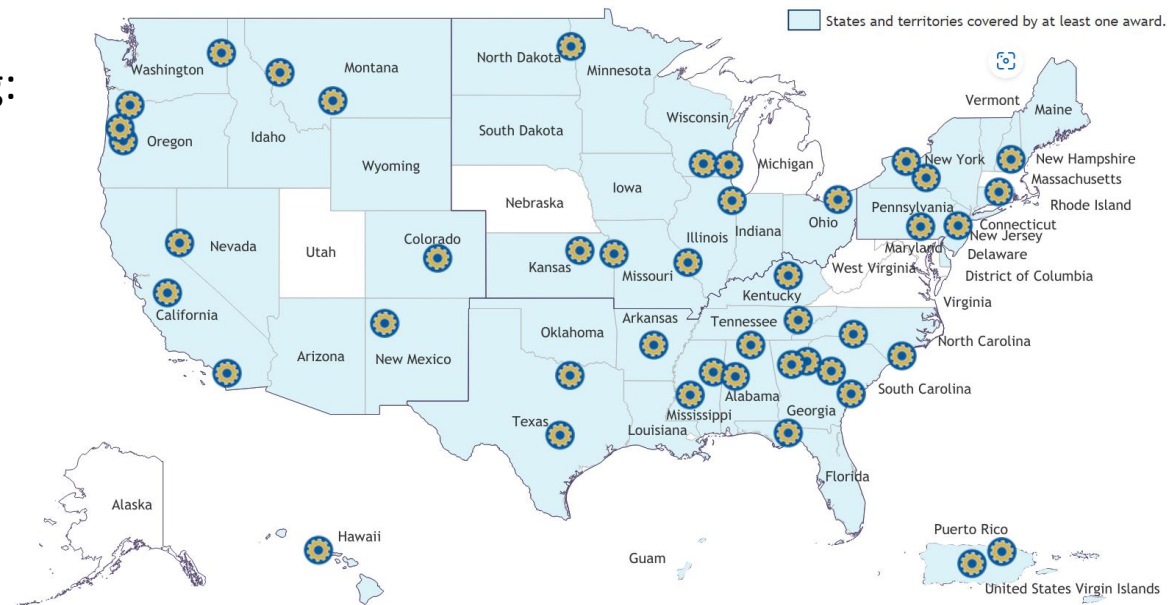 g:
States and territories covered by at least one award.
Washington
Montana
North Dakota
Minnesota
Vermont
Maine
Oregon
Idaho
South Dakota
Wisconsin
Wyoming
Michigan
New York
New Hampshire
Massachusetts
Iowa
Nebraska
Pennsylvania
Rhode Island
Ohio
Connecticut
Nevada
Utah
Colorado
Illinois
Indiana
New Jersey
Maryland
Delaware
Kansas
Missouri
West Virginia
District of Columbia
California
Kentucky
Virginia
Arizona
New Mexico
Oklahoma
Arkansas
Tennessee
North Carolina
South Carolina
Texas
Louisiana
Mississippi
Alabama
Georgia
Florida
Alaska
Hawaii
Guam
Puerto Rico
United States Virgin Islands